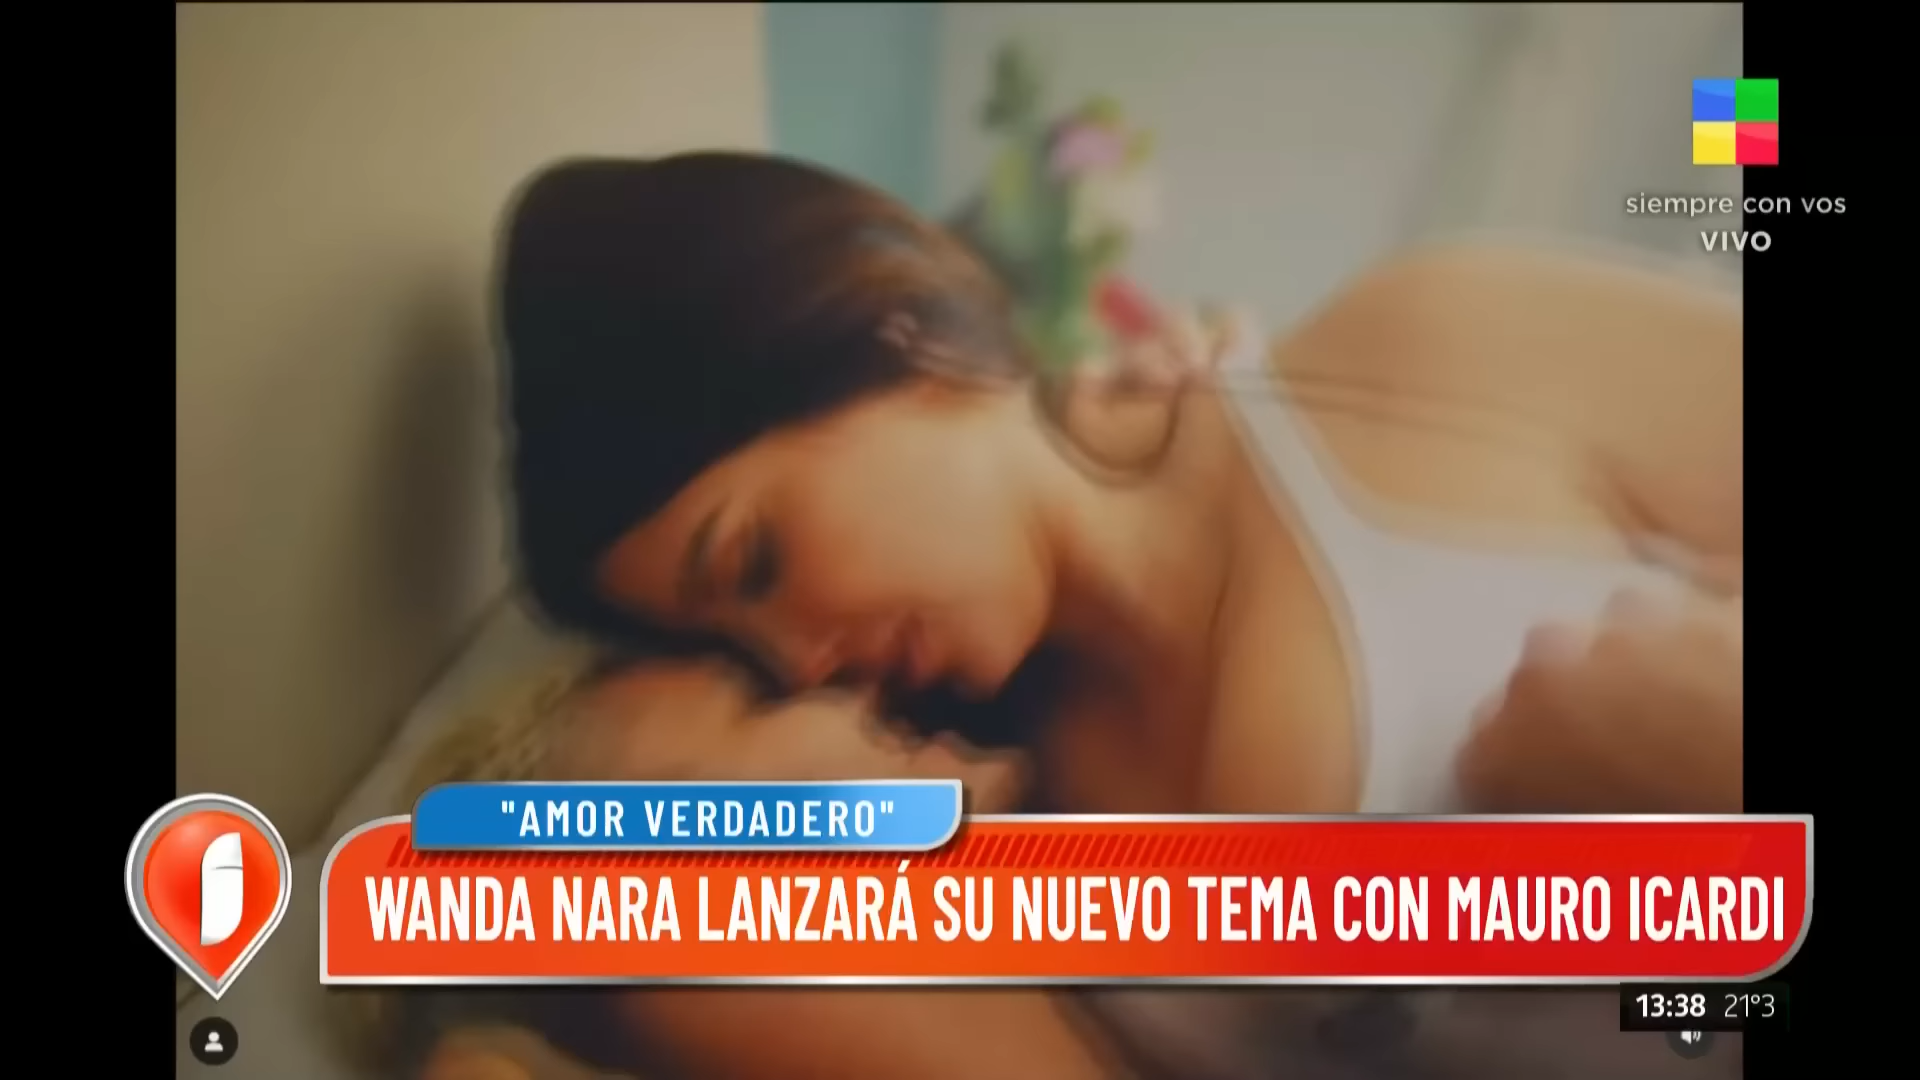 siempre con vos
VIVO
"AMOR VERDADERO"
WANDA NARA LANZARÁ SU NUEVO TEMA CON MAURO ICARDI
13:38 21°3